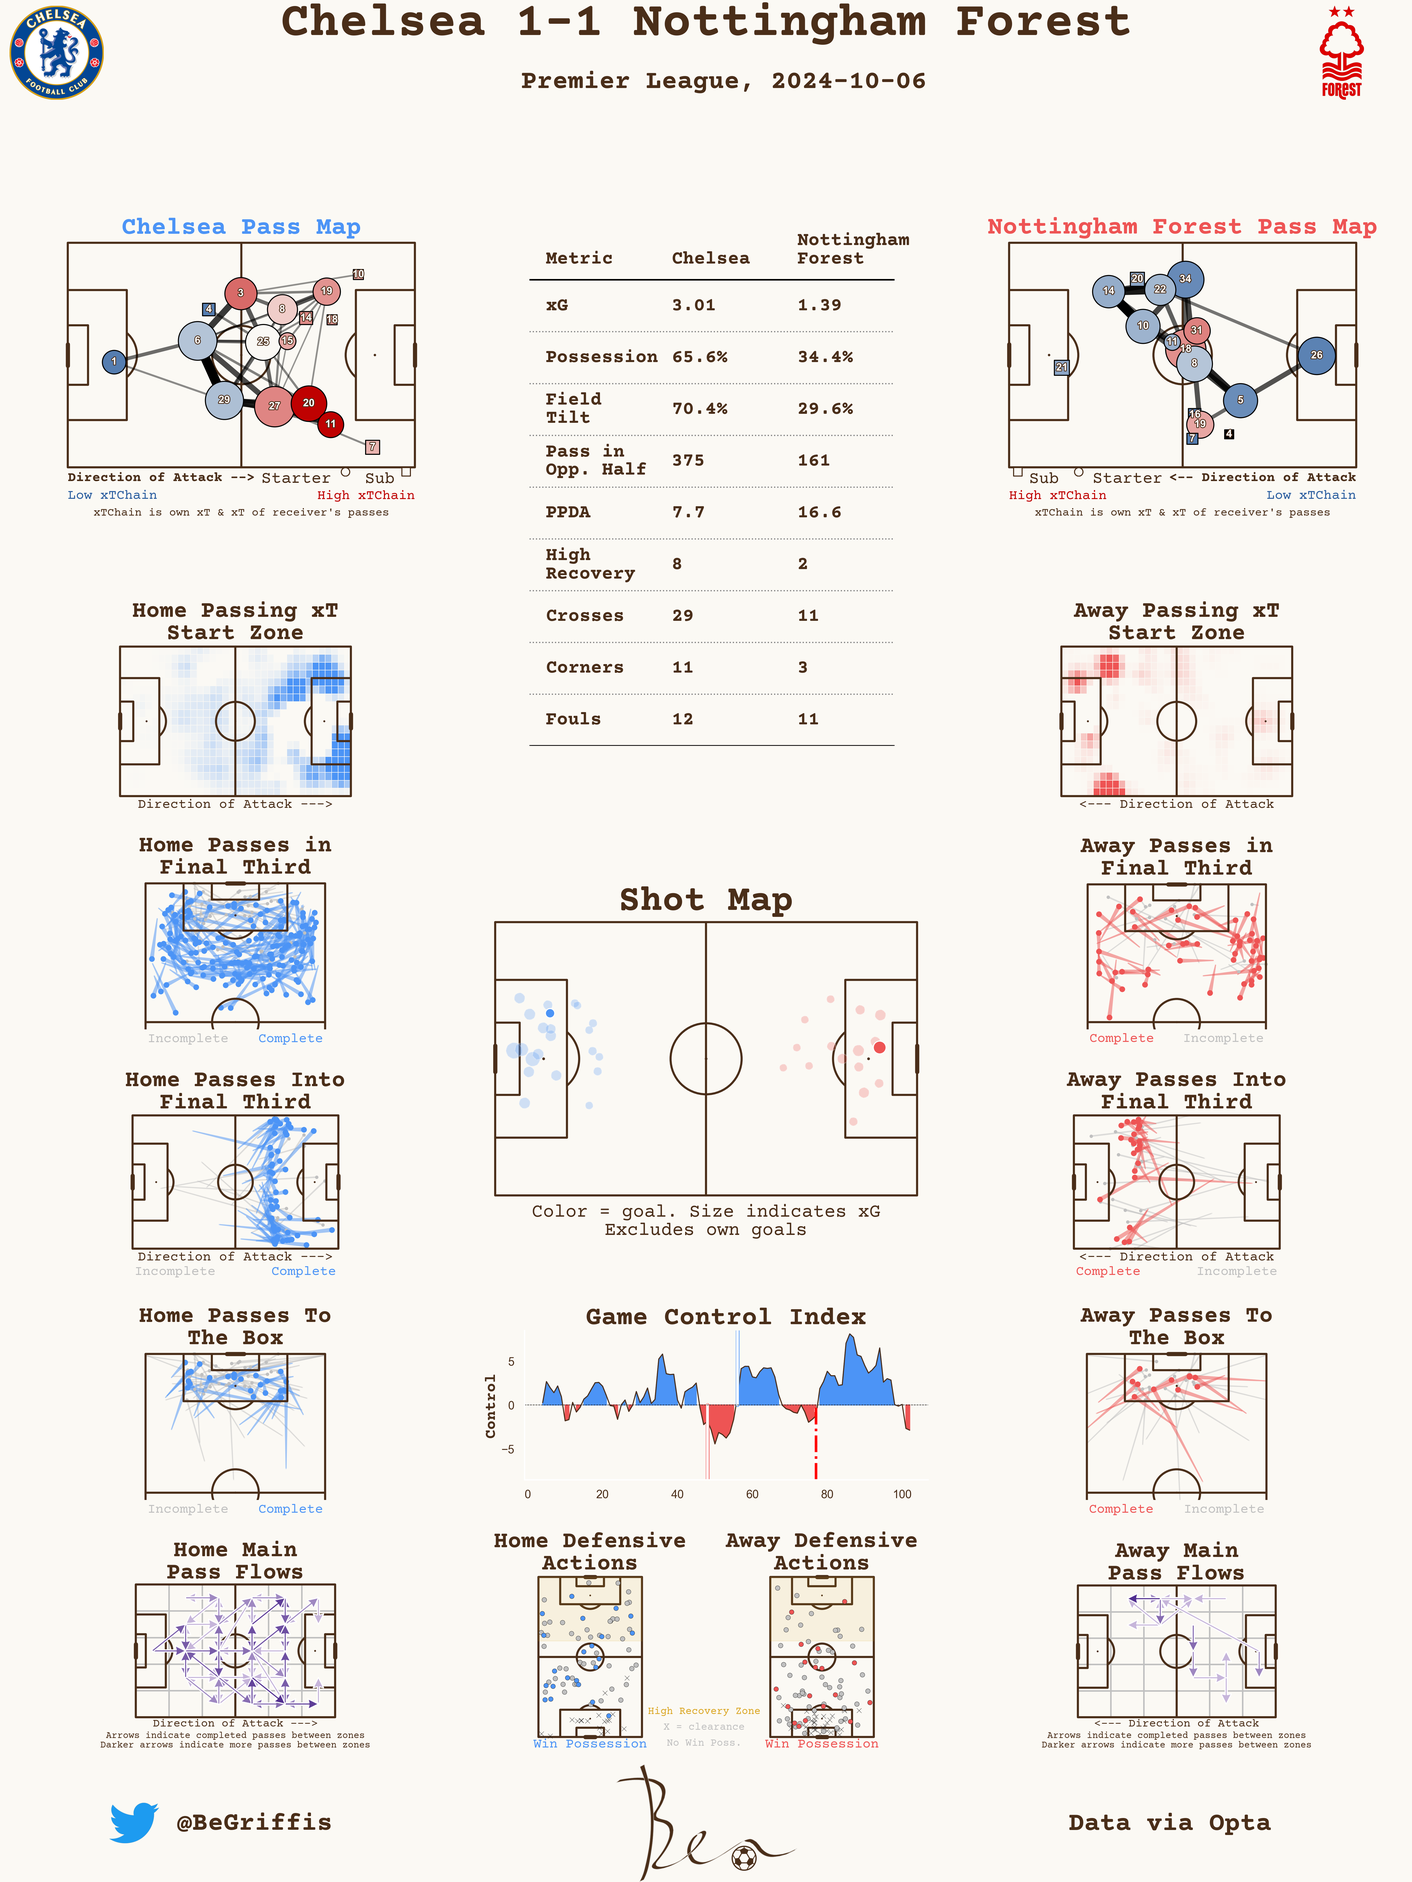 Chelsea 1-1 Nottingham Forest
Premier League, 2024-10-06
CHELSEA
FOOTBALL CLUB
FOREST
Chelsea Pass Map
10
3
19
8
4
14
18
6
25
15
1
29
27
20
11
7
Direction of Attack --> Starter Sub
Low xTChain High xTChain
xTChain is own xT & xT of receiver's passes
Metric Chelsea Nottingham Forest
xG 3.01 1.39
Possession 65.6% 34.4%
Field Tilt 70.4% 29.6%
Pass in Opp. Half 375 161
PPDA 7.7 16.6
High Recovery 8 2
Crosses 29 11
Corners 11 3
Fouls 12 11
Nottingham Forest Pass Map
34
20
14
22
10
31
11
18
26
8
21
5
16
19
7
4
Sub Starter <-- Direction of Attack
High xTChain Low xTChain
xTChain is own xT & xT of receiver's passes
Home Passing xT
Start Zone
Direction of Attack --->
Away Passing xT
Start Zone
<--- Direction of Attack
Home Passes in
Final Third
Incomplete Complete
Away Passes in
Final Third
Complete Incomplete
Shot Map
Color = goal. Size indicates xG
Excludes own goals
Home Passes Into
Final Third
Direction of Attack --->
Incomplete Complete
Away Passes Into
Final Third
<--- Direction of Attack
Complete Incomplete
Home Passes To
The Box
Incomplete Complete
Game Control Index
Control
5
0
−5
0 20 40 60 80 100
Away Passes To
The Box
Complete Incomplete
Home Main
Pass Flows
Direction of Attack --->
Arrows indicate completed passes between zones
Darker arrows indicate more passes between zones
Home Defensive
Actions
Win Possession
High Recovery Zone
X = clearance
No Win Poss.
Away Defensive
Actions
Win Possession
Away Main
Pass Flows
<--- Direction of Attack
Arrows indicate completed passes between zones
Darker arrows indicate more passes between zones
@BeGriffis
Ben
Data via Opta